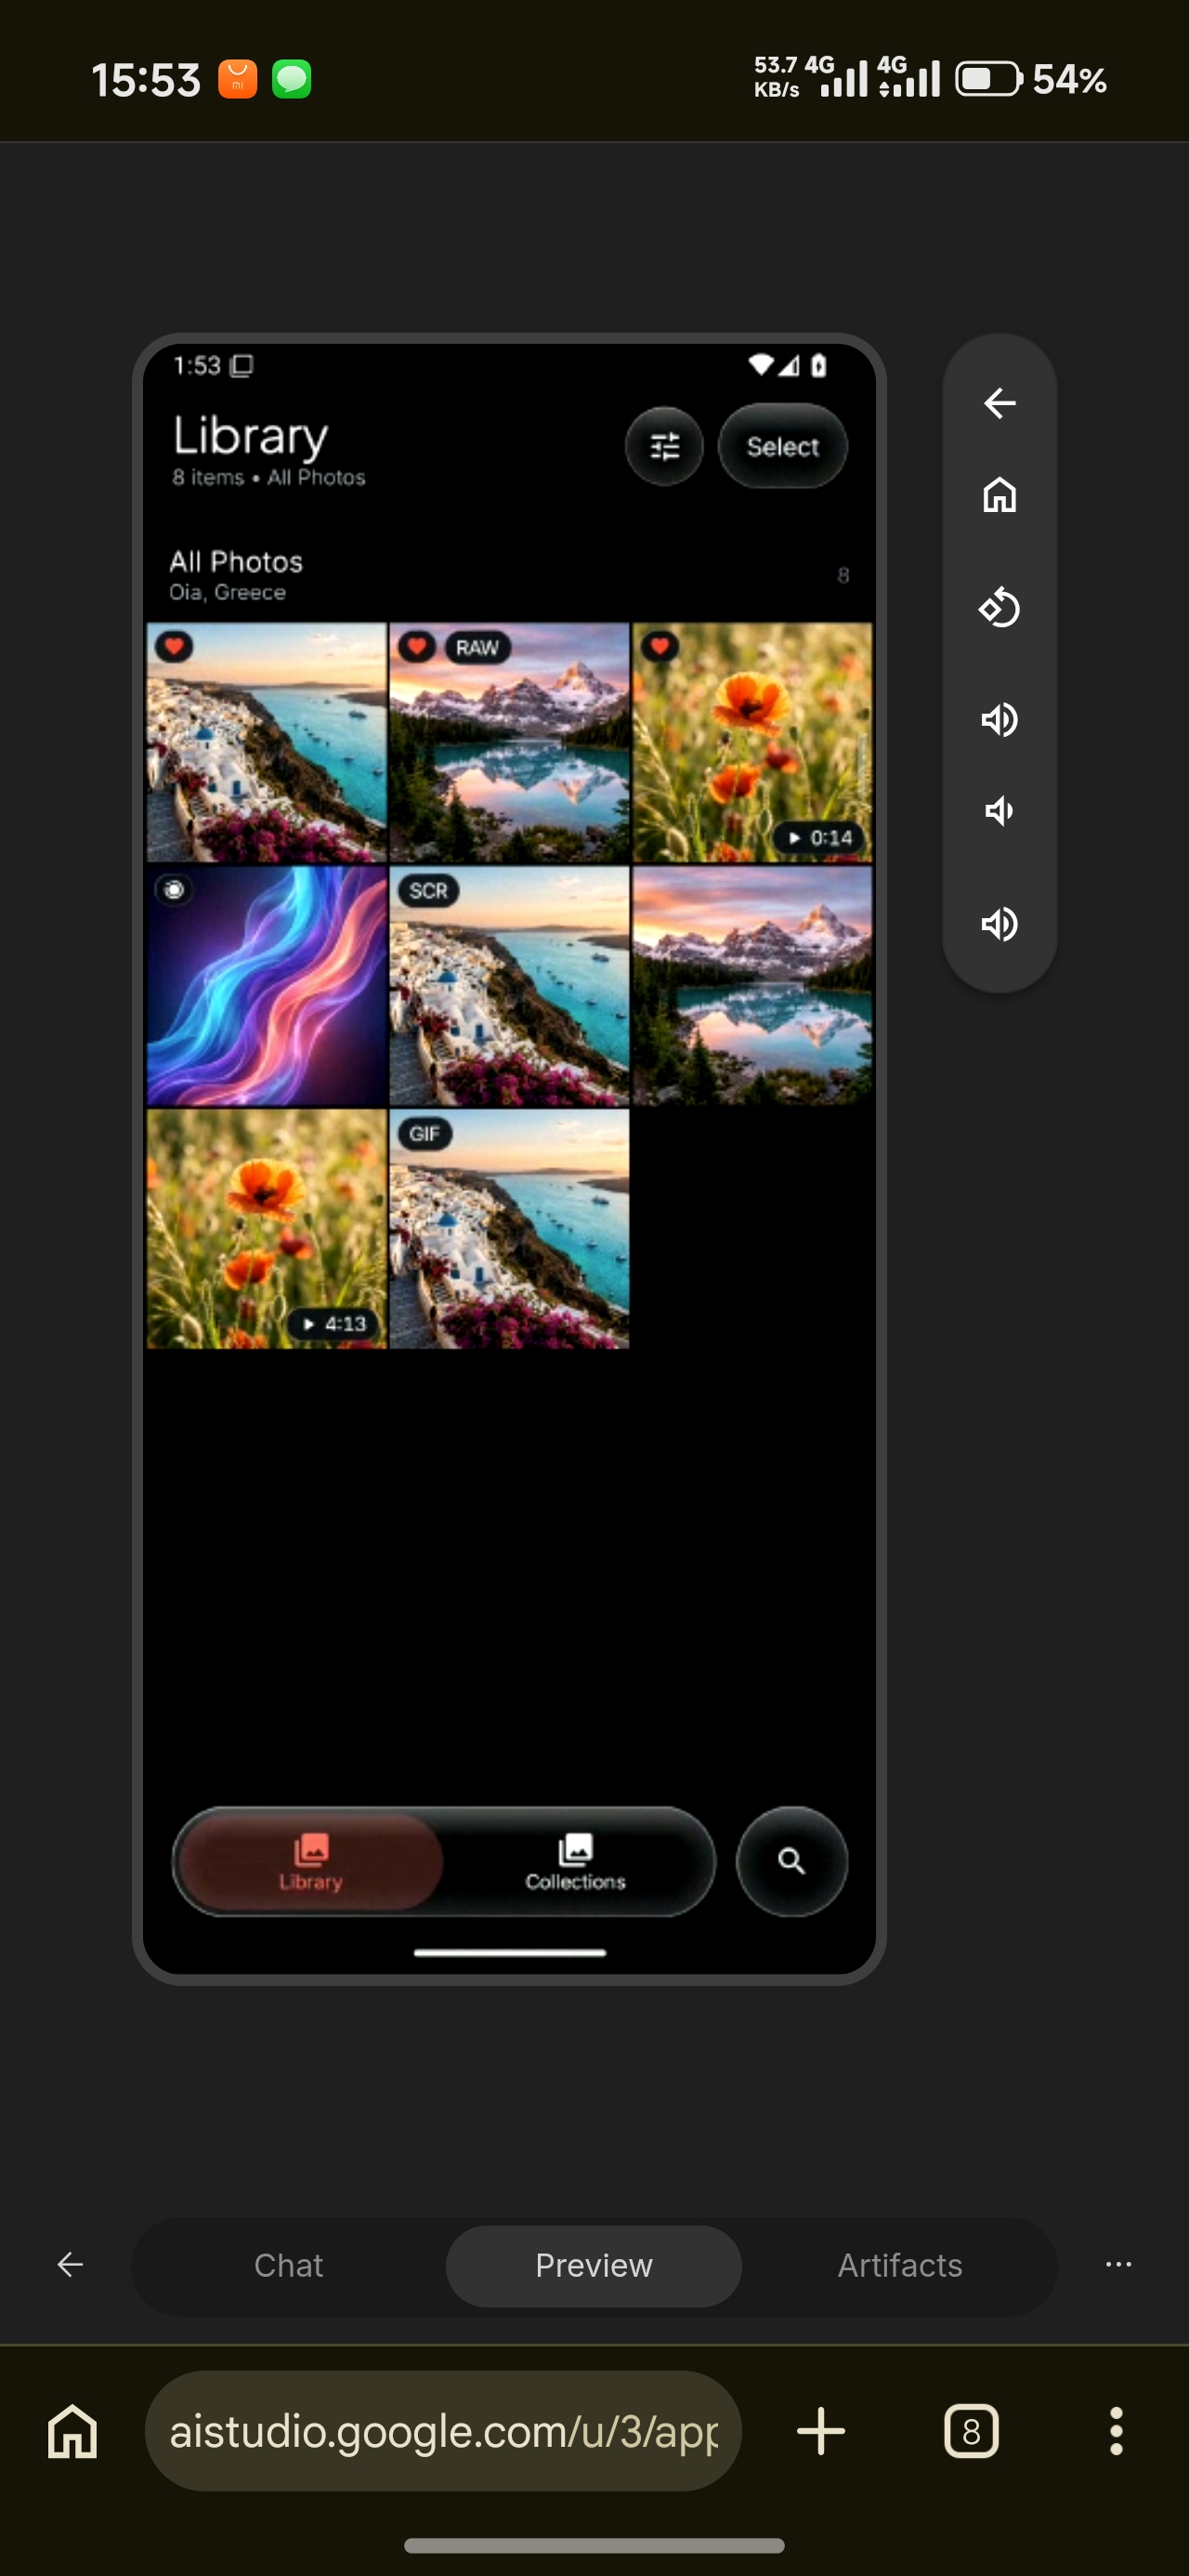 15:53
mi
53.7 KB/s 4G 4G 54%
1:53
Library
8 items • All Photos
Select
All Photos
Oia, Greece
8
RAW
0:14
SCR
4:13
GIF
Library
Collections
Chat
Preview
Artifacts
aistudio.google.com/u/3/app
8